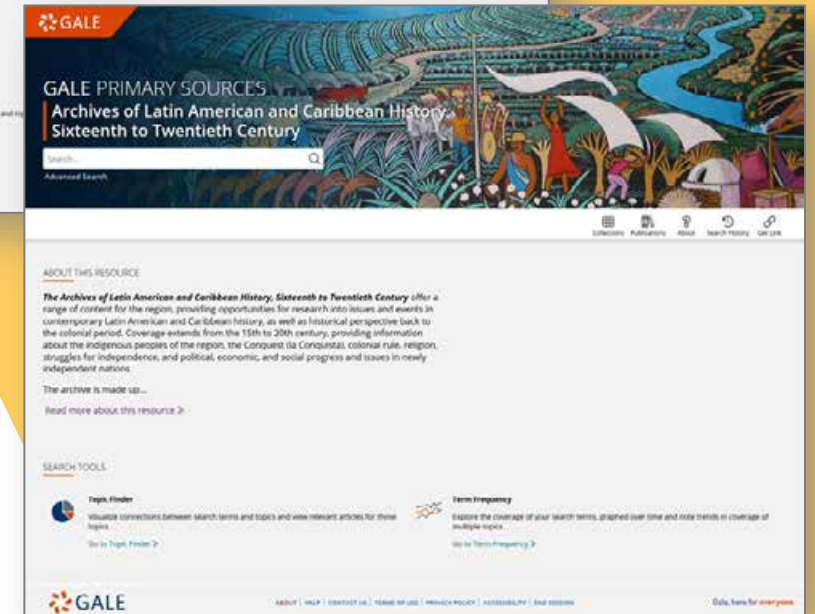 and top
GALE
GALE PRIMARY SOURCES
Archives of Latin American and Caribbean History,
Sixteenth to Twentieth Century
Search...
Advanced Search
Collections Publications About Search History Get Link
ABOUT THIS RESOURCE
The Archives of Latin American and Caribbean History, Sixteenth to Twentieth Century offer a
range of content for the region, providing opportunities for research into issues and events in
contemporary Latin American and Caribbean history, as well as historical perspective back to
the colonial period. Coverage extends from the 15th to 20th century, providing information
about the indigenous peoples of the region, the Conquest (la Conquista), colonial rule, religion,
struggles for independence, and political, economic, and social progress and issues in newly
independent nations.
The archive is made up...
Read more about this resource >
SEARCH TOOLS
Topic Finder
Visualize connections between search terms and topics and view relevant articles for those
topics.
Go to Topic Finder >
Term Frequency
Explore the coverage of your search terms, graphed over time and note trends in coverage of
multiple topics.
Go to Term Frequency >
GALE
ABOUT | HELP | CONTACT US | TERMS OF USE | PRIVACY POLICY | ACCESSIBILITY | END SESSION
Gale, here for everyone.